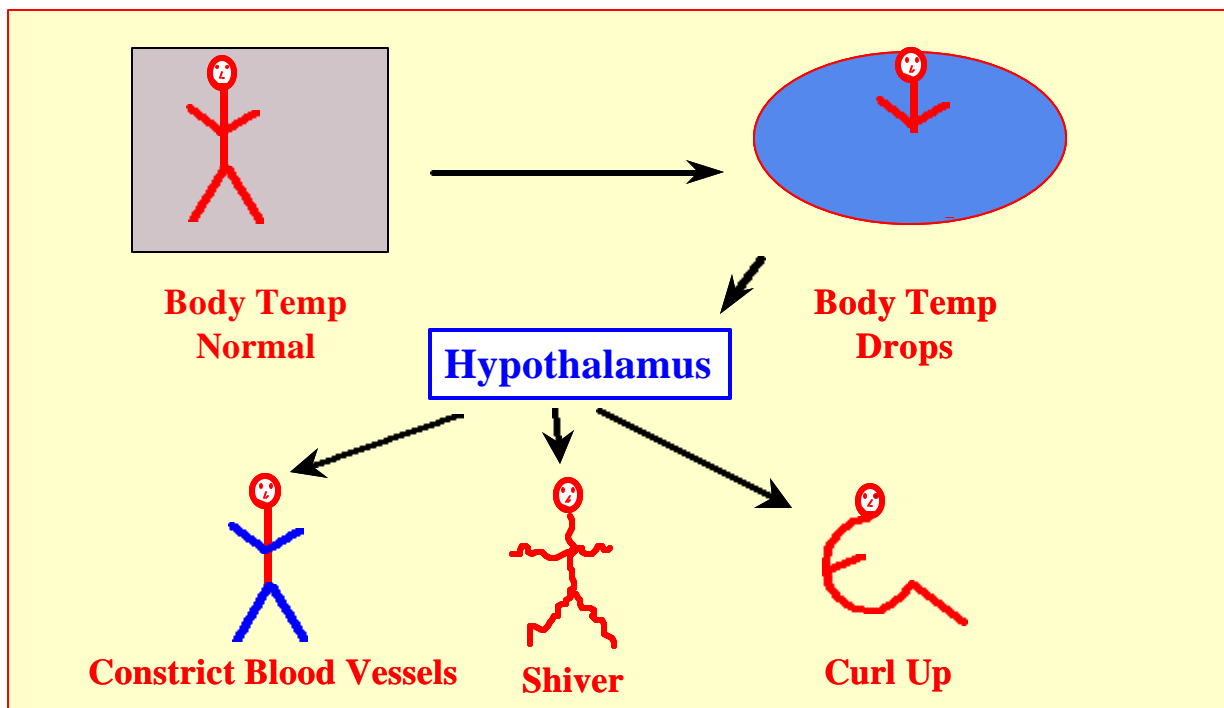 Body Temp
Normal
Body Temp
Drops
Hypothalamus
Constrict Blood Vessels
Shiver
Curl Up